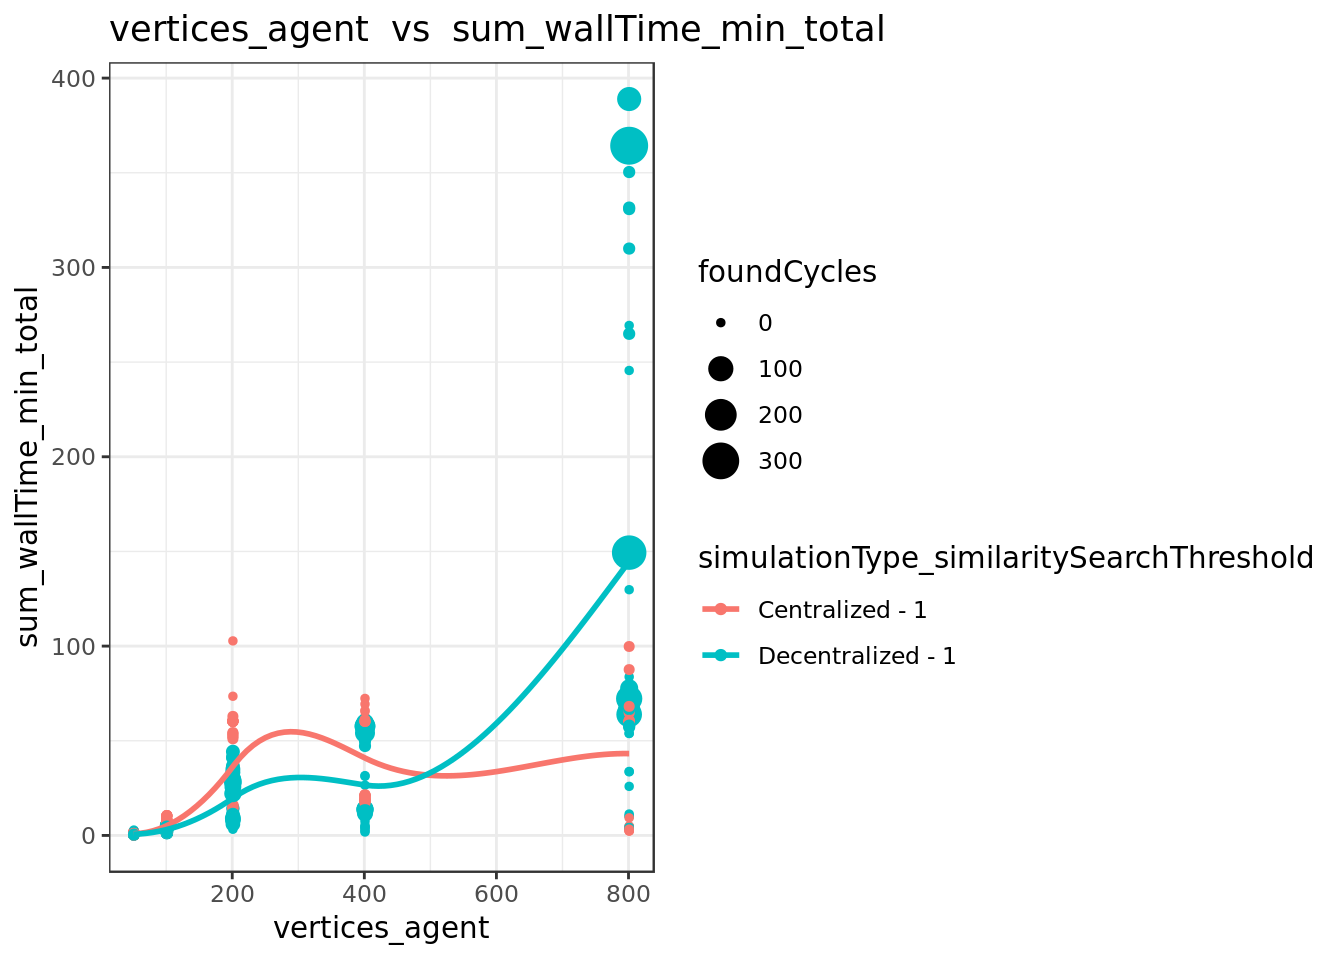 vertices_agent vs sum_wallTime_min_total
400
300
200
100
0
sum_wallTime_min_total
200
400
600
800
vertices_agent
foundCycles
0
100
200
300
simulationType_similaritySearchThreshold
Centralized - 1
Decentralized - 1